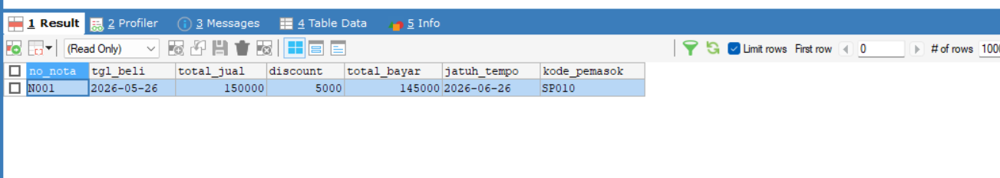 1 Result 2 Profiler 3 Messages 4 Table Data 5 Info
(Read Only) Limit rows First row 0 # of rows 1000
no_nota tgl_beli total_jual discount total_bayar jatuh_tempo kode_pemasok
N001 2026-05-26 150000 5000 145000 2026-06-26 SP010